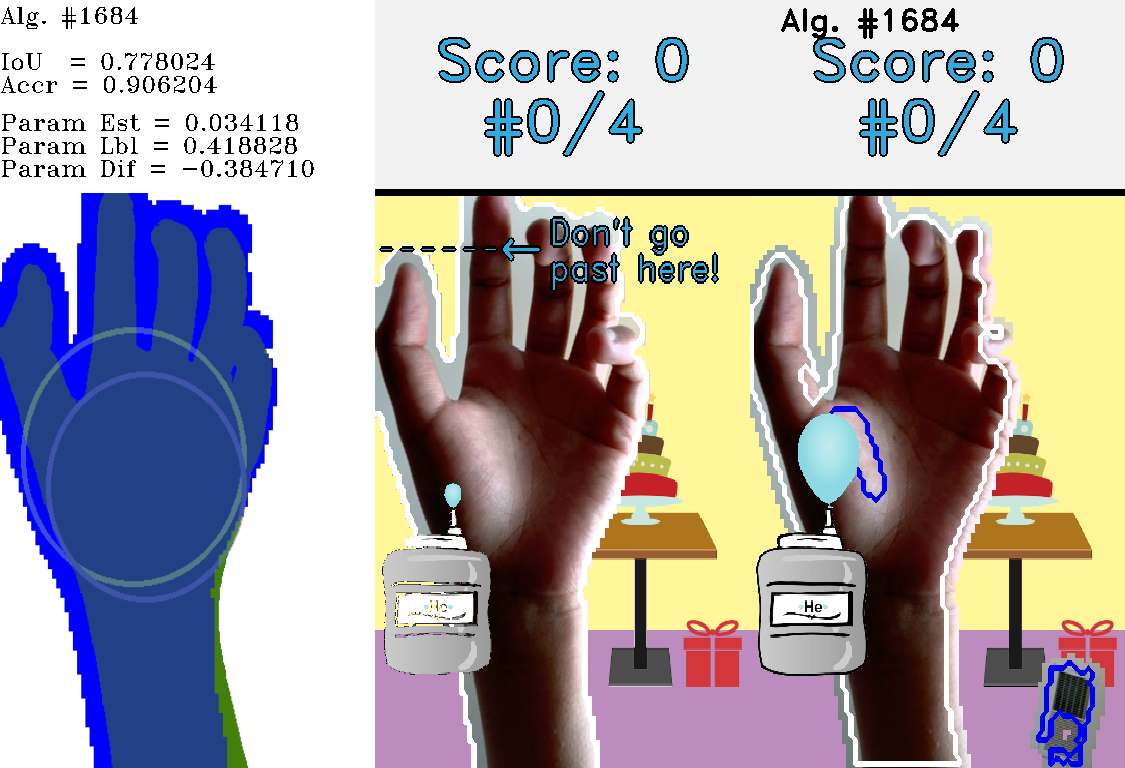 Alg. #1684
IoU = 0.778024
Accr = 0.906204
Param Est = 0.034118
Param Lbl = 0.418828
Param Dif = −0.384710
Score: 0
#0/4
Don't go
past here!
He
Alg. #1684
Score: 0
#0/4
He